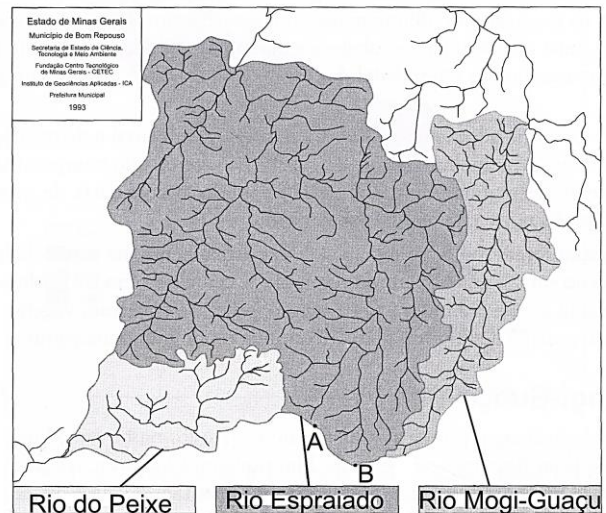 Estado de Minas Gerais
Município de Bom Repouso
Secretaria de Estado de Ciência,
Tecnologia e Meio Ambiente
Fundação Centro Tecnológico
de Minas Gerais - CETEC
Instituto de Geociências Aplicadas - ICA
Prefeitura Municipal
1993
A
B
Rio do Peixe
Rio Espraiado
Rio Mogi-Guaçu